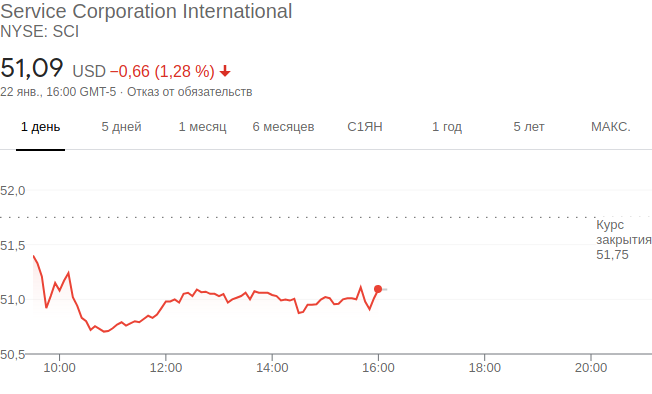 Service Corporation International
NYSE: SCI
51,09 USD −0,66 (1,28 %)
22 янв., 16:00 GMT-5 · Отказ от обязательств
1 день 5 дней 1 месяц 6 месяцев С1ЯН 1 год 5 лет МАКС.
52,0
Курс
закрытия
51,75
51,5
51,0
50,5
10:00 12:00 14:00 16:00 18:00 20:00